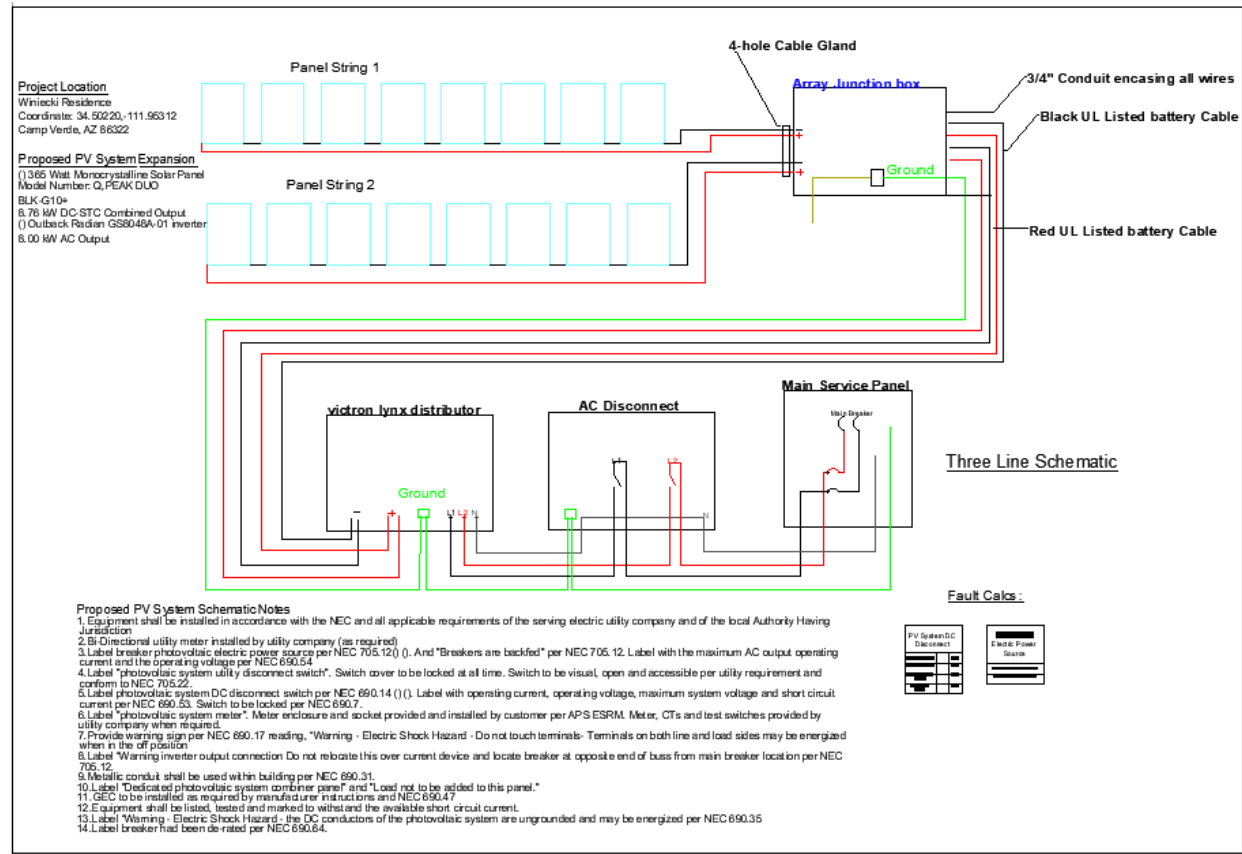 4-hole Cable Gland
Panel String 1
Array Junction box
Project Location
Winiecki Residence
Coordinate: 34.50220,-111.95312
Camp Verde, AZ 86322
3/4" Conduit encasing all wires
Black UL Listed battery Cable
Proposed PV System Expansion
() 365 Watt Monocrystalline Solar Panel
Model Number: Q.PEAK DUO
BLK-G10+
8.76 kW DC-STC Combined Output
() Outback Radian GS8048A-01 inverter
8.00 kW AC Output
+
Ground
+
Panel String 2
Red UL Listed battery Cable
Main Service Panel
victron lynx distributor
AC Disconnect
Main Breaker
L1
L2
Three Line Schematic
Ground
-
+
L1 L2 N
N
Fault Calcs :
Proposed PV System Schematic Notes
1. Equipment shall be installed in accordance with the NEC and all applicable requirements of the serving electric utility company and of the local Authority Having
Jurisdiction
2. Bi-Directional utility meter installed by utility company (as required)
3. Label breaker photovoltaic electric power source per NEC 705.12() (). And "Breakers are backfed" per NEC 705.12. Label with the maximum AC output operating
current and the operating voltage per NEC 690.54
4. Label "photovoltaic system utility disconnect switch". Switch cover to be locked at all time. Switch to be visual, open and accessible per utility requirement and
conform to NEC 705.22.
5. Label photovoltaic system DC disconnect switch per NEC 690.14 () (). Label with operating current, operating voltage, maximum system voltage and short circuit
current per NEC 690.53. Switch to be locked per NEC 690.7.
6. Label "photovoltaic system meter". Meter enclosure and socket provided and installed by customer per APS ESRM. Meter, CTs and test switches provided by
utility company when required.
7. Provide warning sign per NEC 690.17 reading, "Warning - Electric Shock Hazard - Do not touch terminals- Terminals on both line and load sides may be energized
when in the off position
8. Label "Warning inverter output connection Do not relocate this over current device and locate breaker at opposite end of buss from main breaker location per NEC
705.12.
9. Metallic conduit shall be used within building per NEC 690.31.
10. Label "Dedicated photovoltaic system combiner panel" and "Load not to be added to this panel."
11. GEC to be installed as required by manufacturer instructions and NEC 690.47
12. Equipment shall be listed, tested and marked to withstand the available short circuit current.
13. Label "Warning - Electric Shock Hazard - the DC conductors of the photovoltaic system are ungrounded and may be energized per NEC 690.35
14. Label breaker had been de-rated per NEC 690.64.
PV System DC
Disconnect
Electric Power
Source